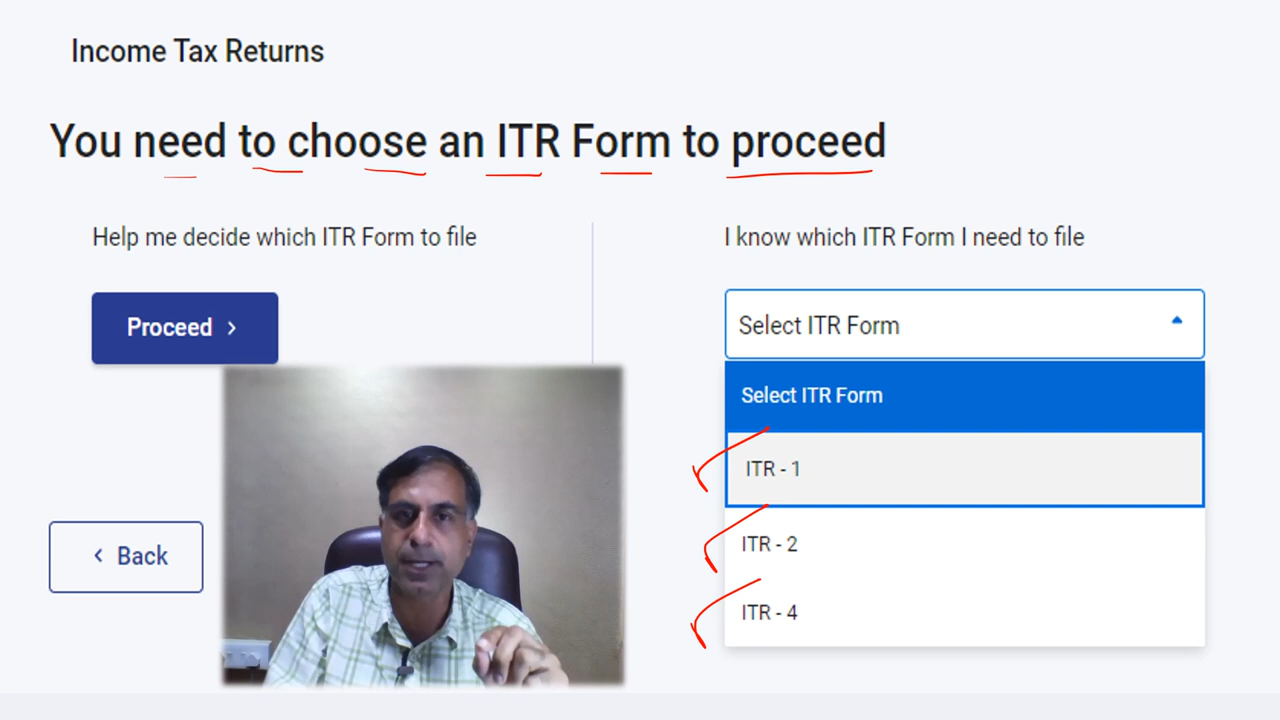 Income Tax Returns
You need to choose an ITR Form to proceed
Help me decide which ITR Form to file
Proceed >
< Back
I know which ITR Form I need to file
Select ITR Form
Select ITR Form
ITR - 1
ITR - 2
ITR - 4